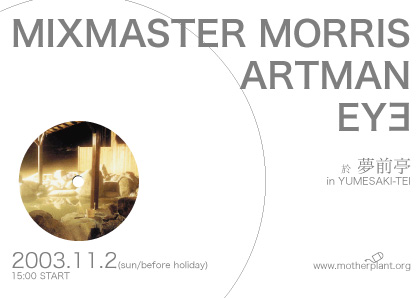 MIXMASTER MORRIS
ARTMAN
EYƎ
於 夢前亭
in YUMESAKI-TEI
2003.11.2(sun/before holiday)
15:00 START
www.motherplant.org